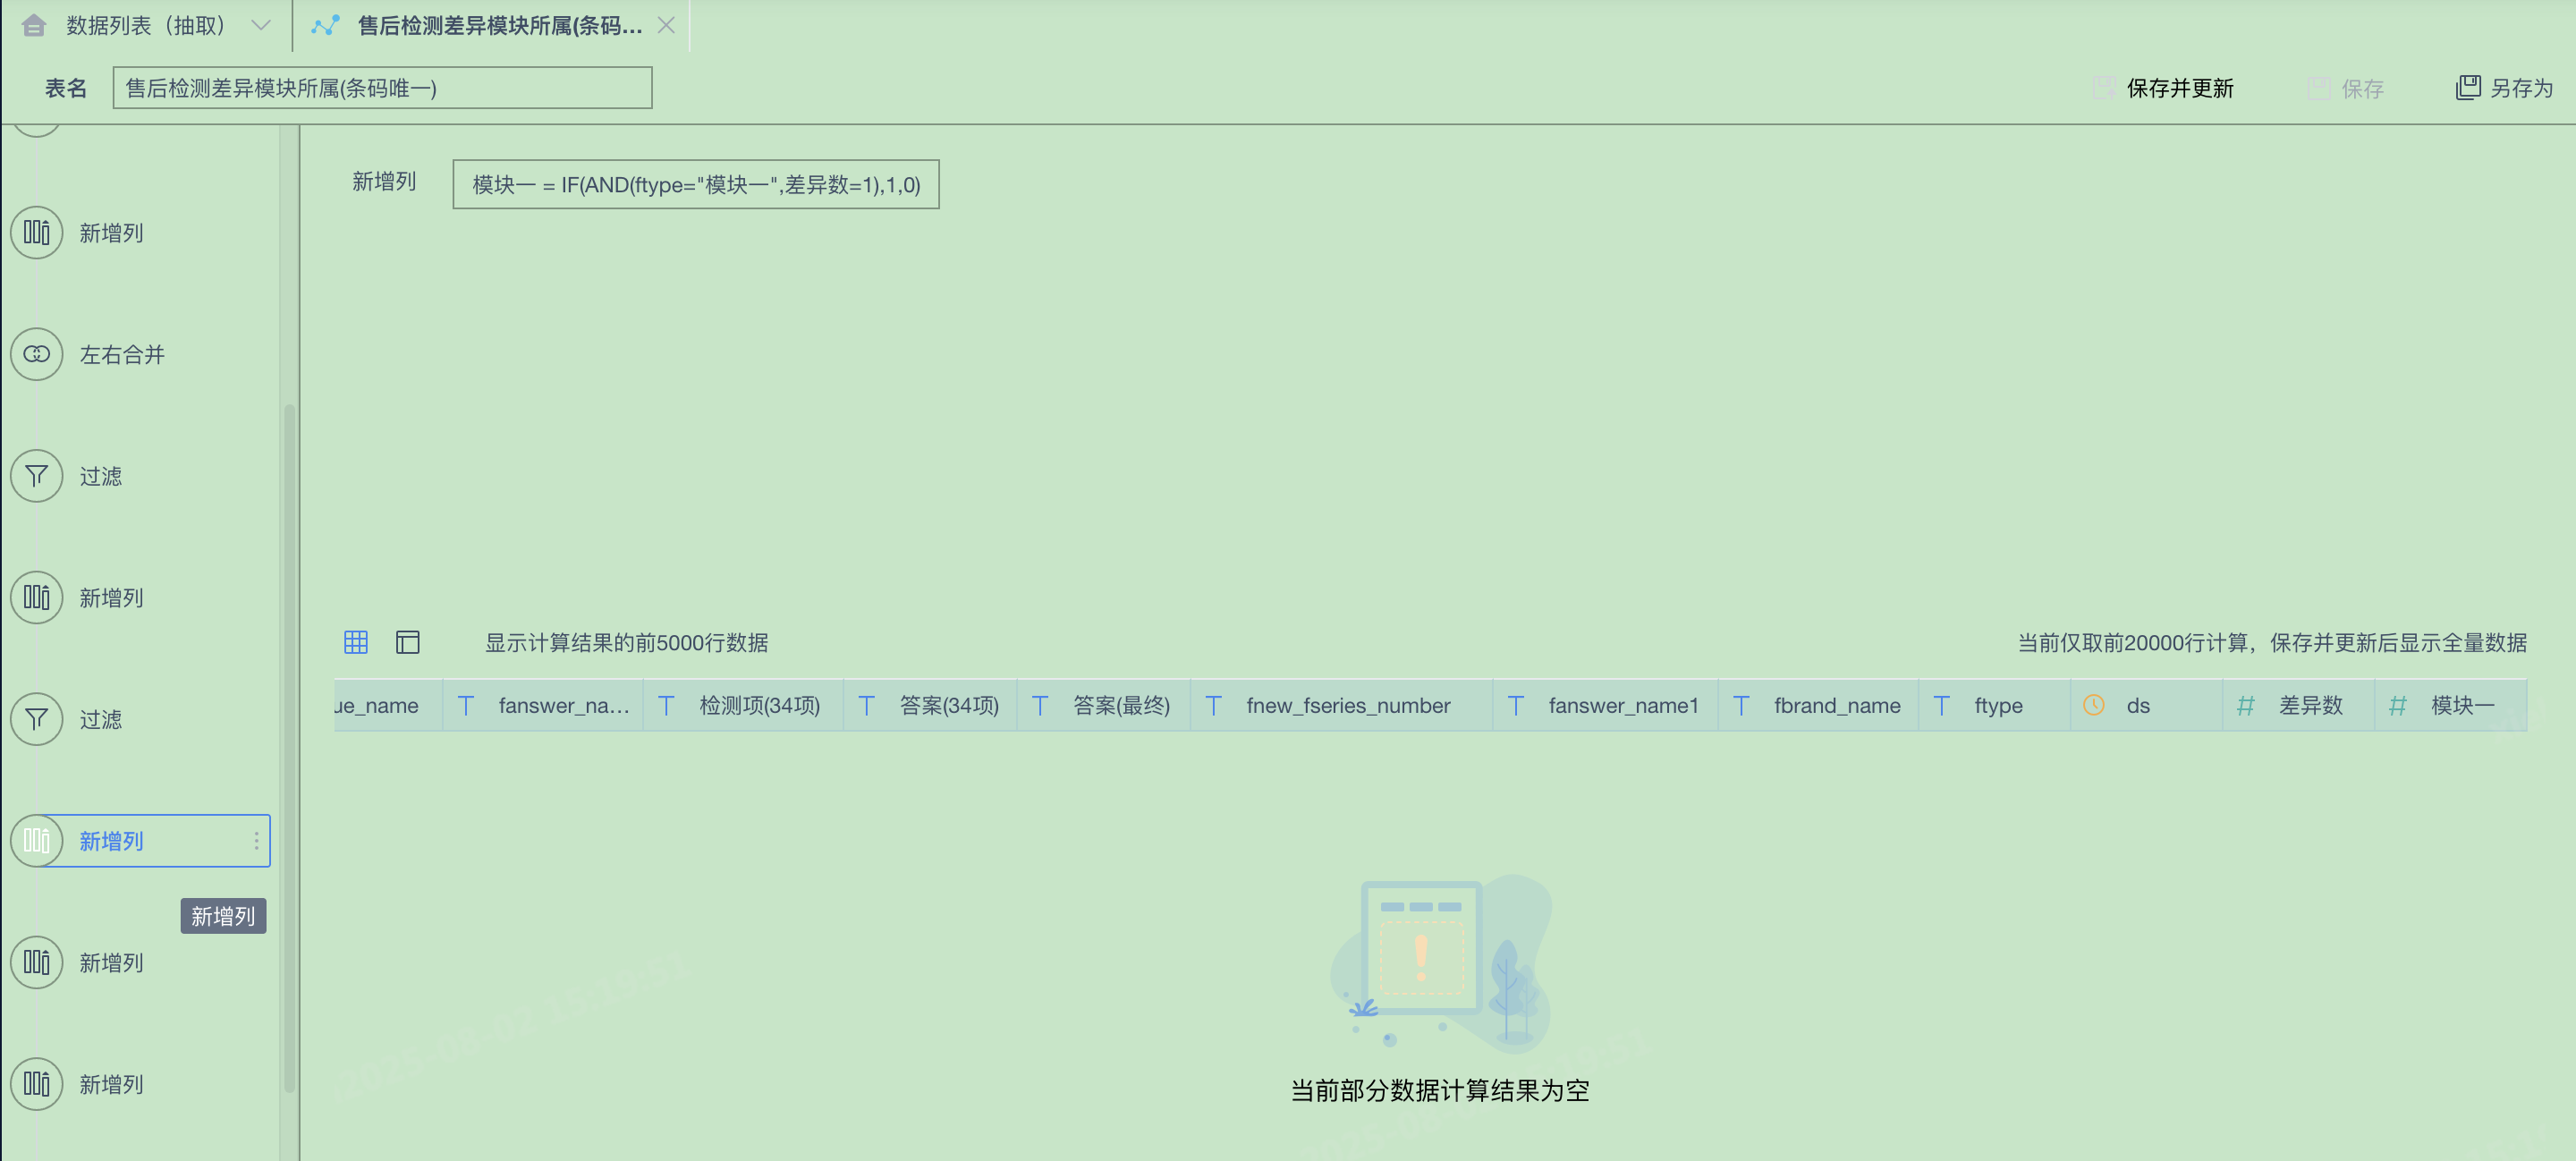 数据列表（抽取）
售后检测差异模块所属(条码...
表名
售后检测差异模块所属(条码唯一)
保存并更新
保存
另存为
新增列
模块一 = IF(AND(ftype="模块一",差异数=1),1,0)
新增列
左右合并
过滤
新增列
过滤
新增列
新增列
新增列
新增列
显示计算结果的前5000行数据
当前仅取前20000行计算，保存并更新后显示全量数据
ue_name
fanswer_na...
检测项(34项)
答案(34项)
答案(最终)
fnew_fseries_number
fanswer_name1
fbrand_name
ftype
ds
差异数
模块一
当前部分数据计算结果为空
2025-08-02 15:19:51